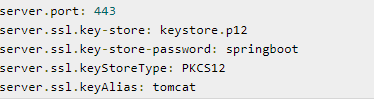 server.port: 443
server.ssl.key-store: keystore.p12
server.ssl.key-store-password: springboot
server.ssl.keyStoreType: PKCS12
server.ssl.keyAlias: tomcat